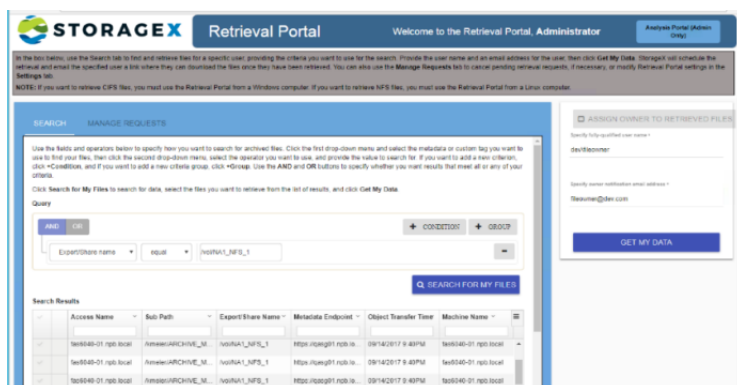 STORAGEX
Retrieval Portal
Welcome to the Retrieval Portal, Administrator
Analysis Portal (Admin
Only)
In the box below, use the Search tab to find and retrieve files for a specific user, providing the criteria you want to use for the search. Provide the user name and an email address for the user, then click Get My Data. StorageX will schedule the
retrieval and email the specified user a link where they can download the files once they have been retrieved. You can also use the Manage Requests tab to cancel pending retrieval requests, if necessary, or modify Retrieval Portal settings in the
Settings tab.
NOTE: If you want to retrieve CIFS files, you must use the Retrieval Portal from a Windows computer. If you want to retrieve NFS files, you must use the Retrieval Portal from a Linux computer.
SEARCH
MANAGE REQUESTS
Use the fields and operators below to specify how you want to search for archived files. Click the first drop-down menu and select the metadata or custom tag you want to
use to find your files, then click the second drop-down menu, select the operator you want to use, and provide the value to search for. If you want to add a new criterion,
click +Condition, and if you want to add a new criteria group, click +Group. Use the AND and OR buttons to specify whether you want results that meet all or any of your
criteria.
Click Search for My Files to search for data, select the files you want to retrieve from the list of results, and click Get My Data.
Query
AND OR
+ CONDITION + GROUP
Export/Share name equal /vol/NA1_NFS_1
SEARCH FOR MY FILES
Search Results
Access Name Sub Path Export/Share Name Metadata Endpoint Object Transfer Time Machine Name
fas6040-01.npb.local /vmeier/ARCHIVE_M... /vol/NA1_NFS_1 09/14/2017 9:40PM fas6040-01.npb.local
fas6040-01.npb.local /vmeier/ARCHIVE_M... /vol/NA1_NFS_1 09/14/2017 9:40PM fas6040-01.npb.local
fas6040-01.npb.local /vmeier/ARCHIVE_M... /vol/NA1_NFS_1 09/14/2017 9:40PM fas6040-01.npb.local
ASSIGN OWNER TO RETRIEVED FILES
Specify fully-qualified user name *
dev\fileowner
Specify owner notification email address *
fileowner@dev.com
GET MY DATA